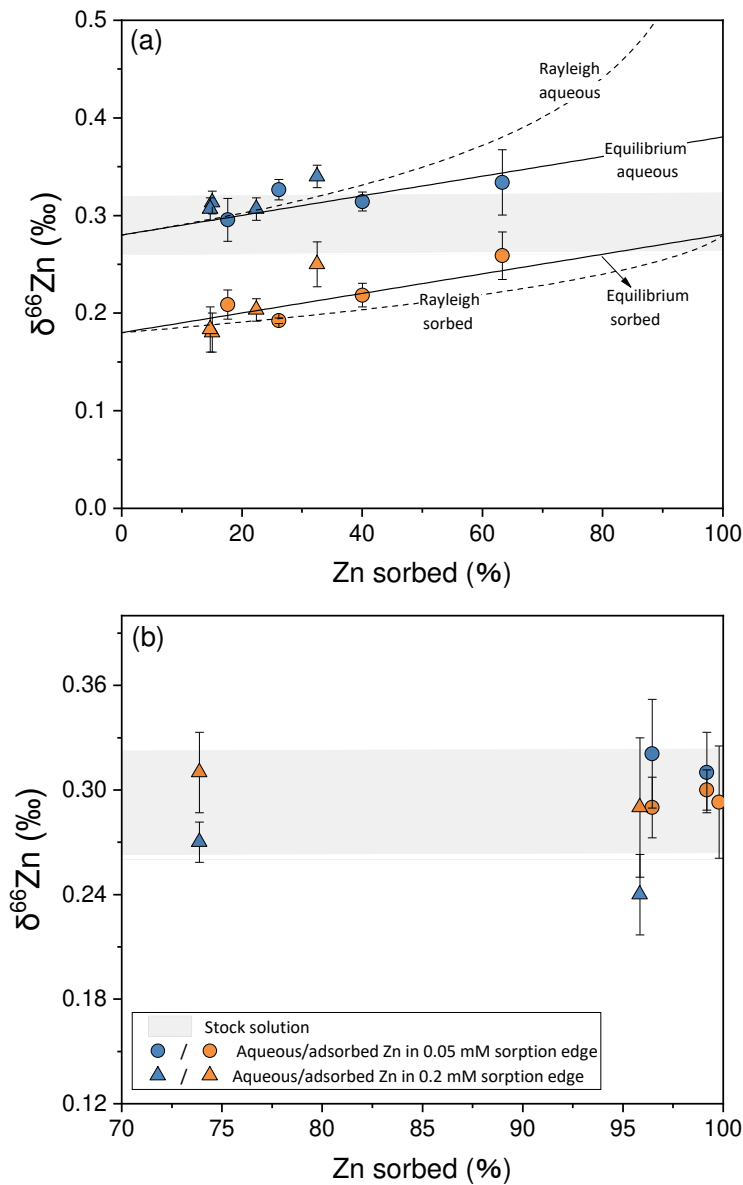 (a)
0.5
0.4
0.3
0.2
0.1
0.0
δ⁶⁶Zn (‰)
Rayleigh
aqueous
Equilibrium
aqueous
Rayleigh
sorbed
Equilibrium
sorbed
0 20 40 60 80 100
Zn sorbed (%)
(b)
0.36
0.30
0.24
0.18
0.12
δ⁶⁶Zn (‰)
Stock solution
/ Aqueous/adsorbed Zn in 0.05 mM sorption edge
/ Aqueous/adsorbed Zn in 0.2 mM sorption edge
70 75 80 85 90 95 100
Zn sorbed (%)